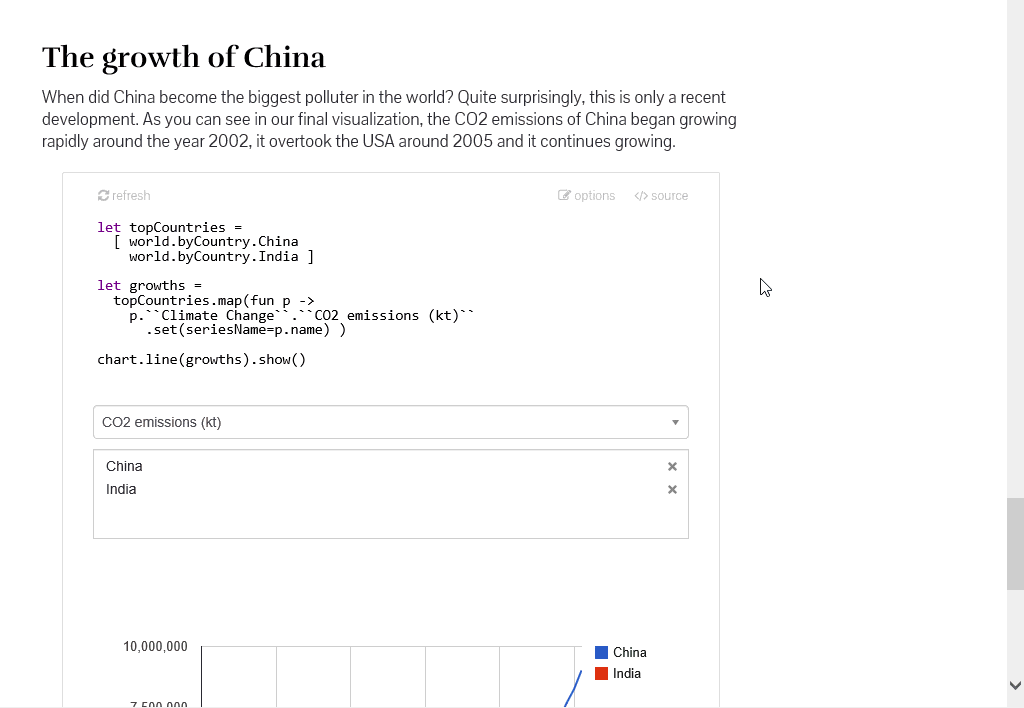 The growth of China
When did China become the biggest polluter in the world? Quite surprisingly, this is only a recent
development. As you can see in our final visualization, the CO2 emissions of China began growing
rapidly around the year 2002, it overtook the USA around 2005 and it continues growing.
refresh options </> source
let topCountries =
[ world.byCountry.China
world.byCountry.India ]
let growths =
topCountries.map(fun p ->
p.``Climate Change``.``CO2 emissions (kt)``
.set(seriesName=p.name) )
chart.line(growths).show()
CO2 emissions (kt)
China
India
10,000,000
China
India
7,500,000